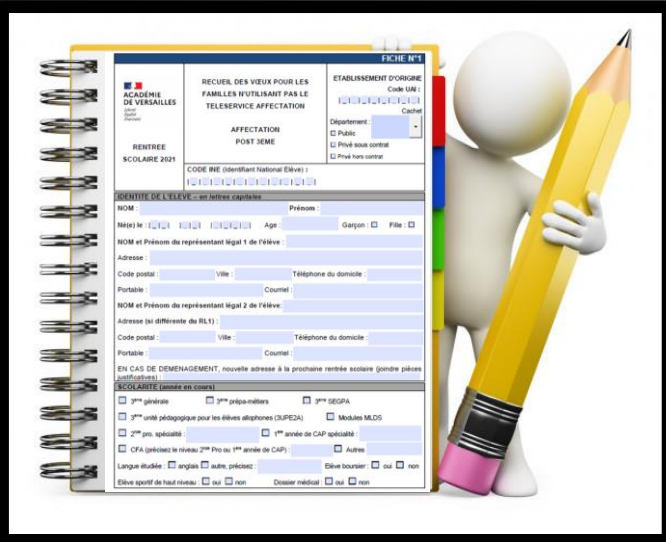 FICHE N°1
ACADÉMIE
DE VERSAILLES
Liberté
Égalité
Fraternité
RENTREE
SCOLAIRE 2021
RECUEIL DES VŒUX POUR LES
FAMILLES N'UTILISANT PAS LE
TELESERVICE AFFECTATION
AFFECTATION
POST 3EME
ETABLISSEMENT D'ORIGINE
Code UAI :
Cachet
Département :
Public
Privé sous contrat
Privé hors contrat
CODE INE (Identifiant National Elève) :
IDENTITE DE L'ELEVE – en lettres capitales
NOM : Prénom :
Né(e) le : Age : Garçon : Fille :
NOM et Prénom du représentant légal 1 de l'élève :
Adresse :
Code postal : Ville : Téléphone du domicile :
Portable : Courriel :
NOM et Prénom du représentant légal 2 de l'élève:
Adresse (si différente du RL1) :
Code postal : Ville : Téléphone du domicile :
Portable : Courriel :
EN CAS DE DEMENAGEMENT, nouvelle adresse à la prochaine rentrée scolaire (joindre pièces
justificatives) :
SCOLARITE (année en cours)
3ème générale 3ème prépa-métiers 3ème SEGPA
3ème unité pédagogique pour les élèves allophones (3UPE2A) Modules MLDS
2nde pro. spécialité : 1ère année de CAP spécialité :
CFA (précisez le niveau 2nde Pro ou 1ère année de CAP) : Autres
Langue étudiée : anglais autre, précisez : Elève boursier : oui non
Elève sportif de haut niveau : oui non Dossier médical : oui non